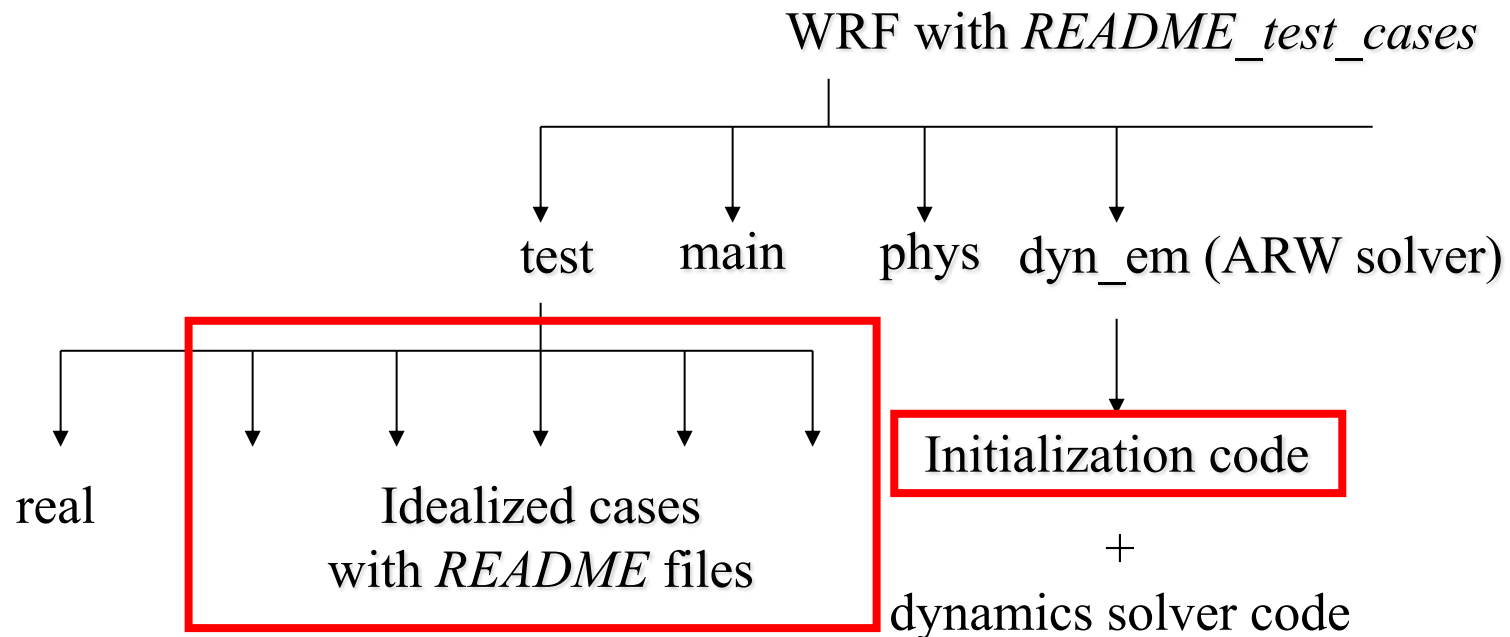 WRF with README_test_cases
test main phys dyn_em (ARW solver)
Initialization code
real Idealized cases
with README files
+
dynamics solver code